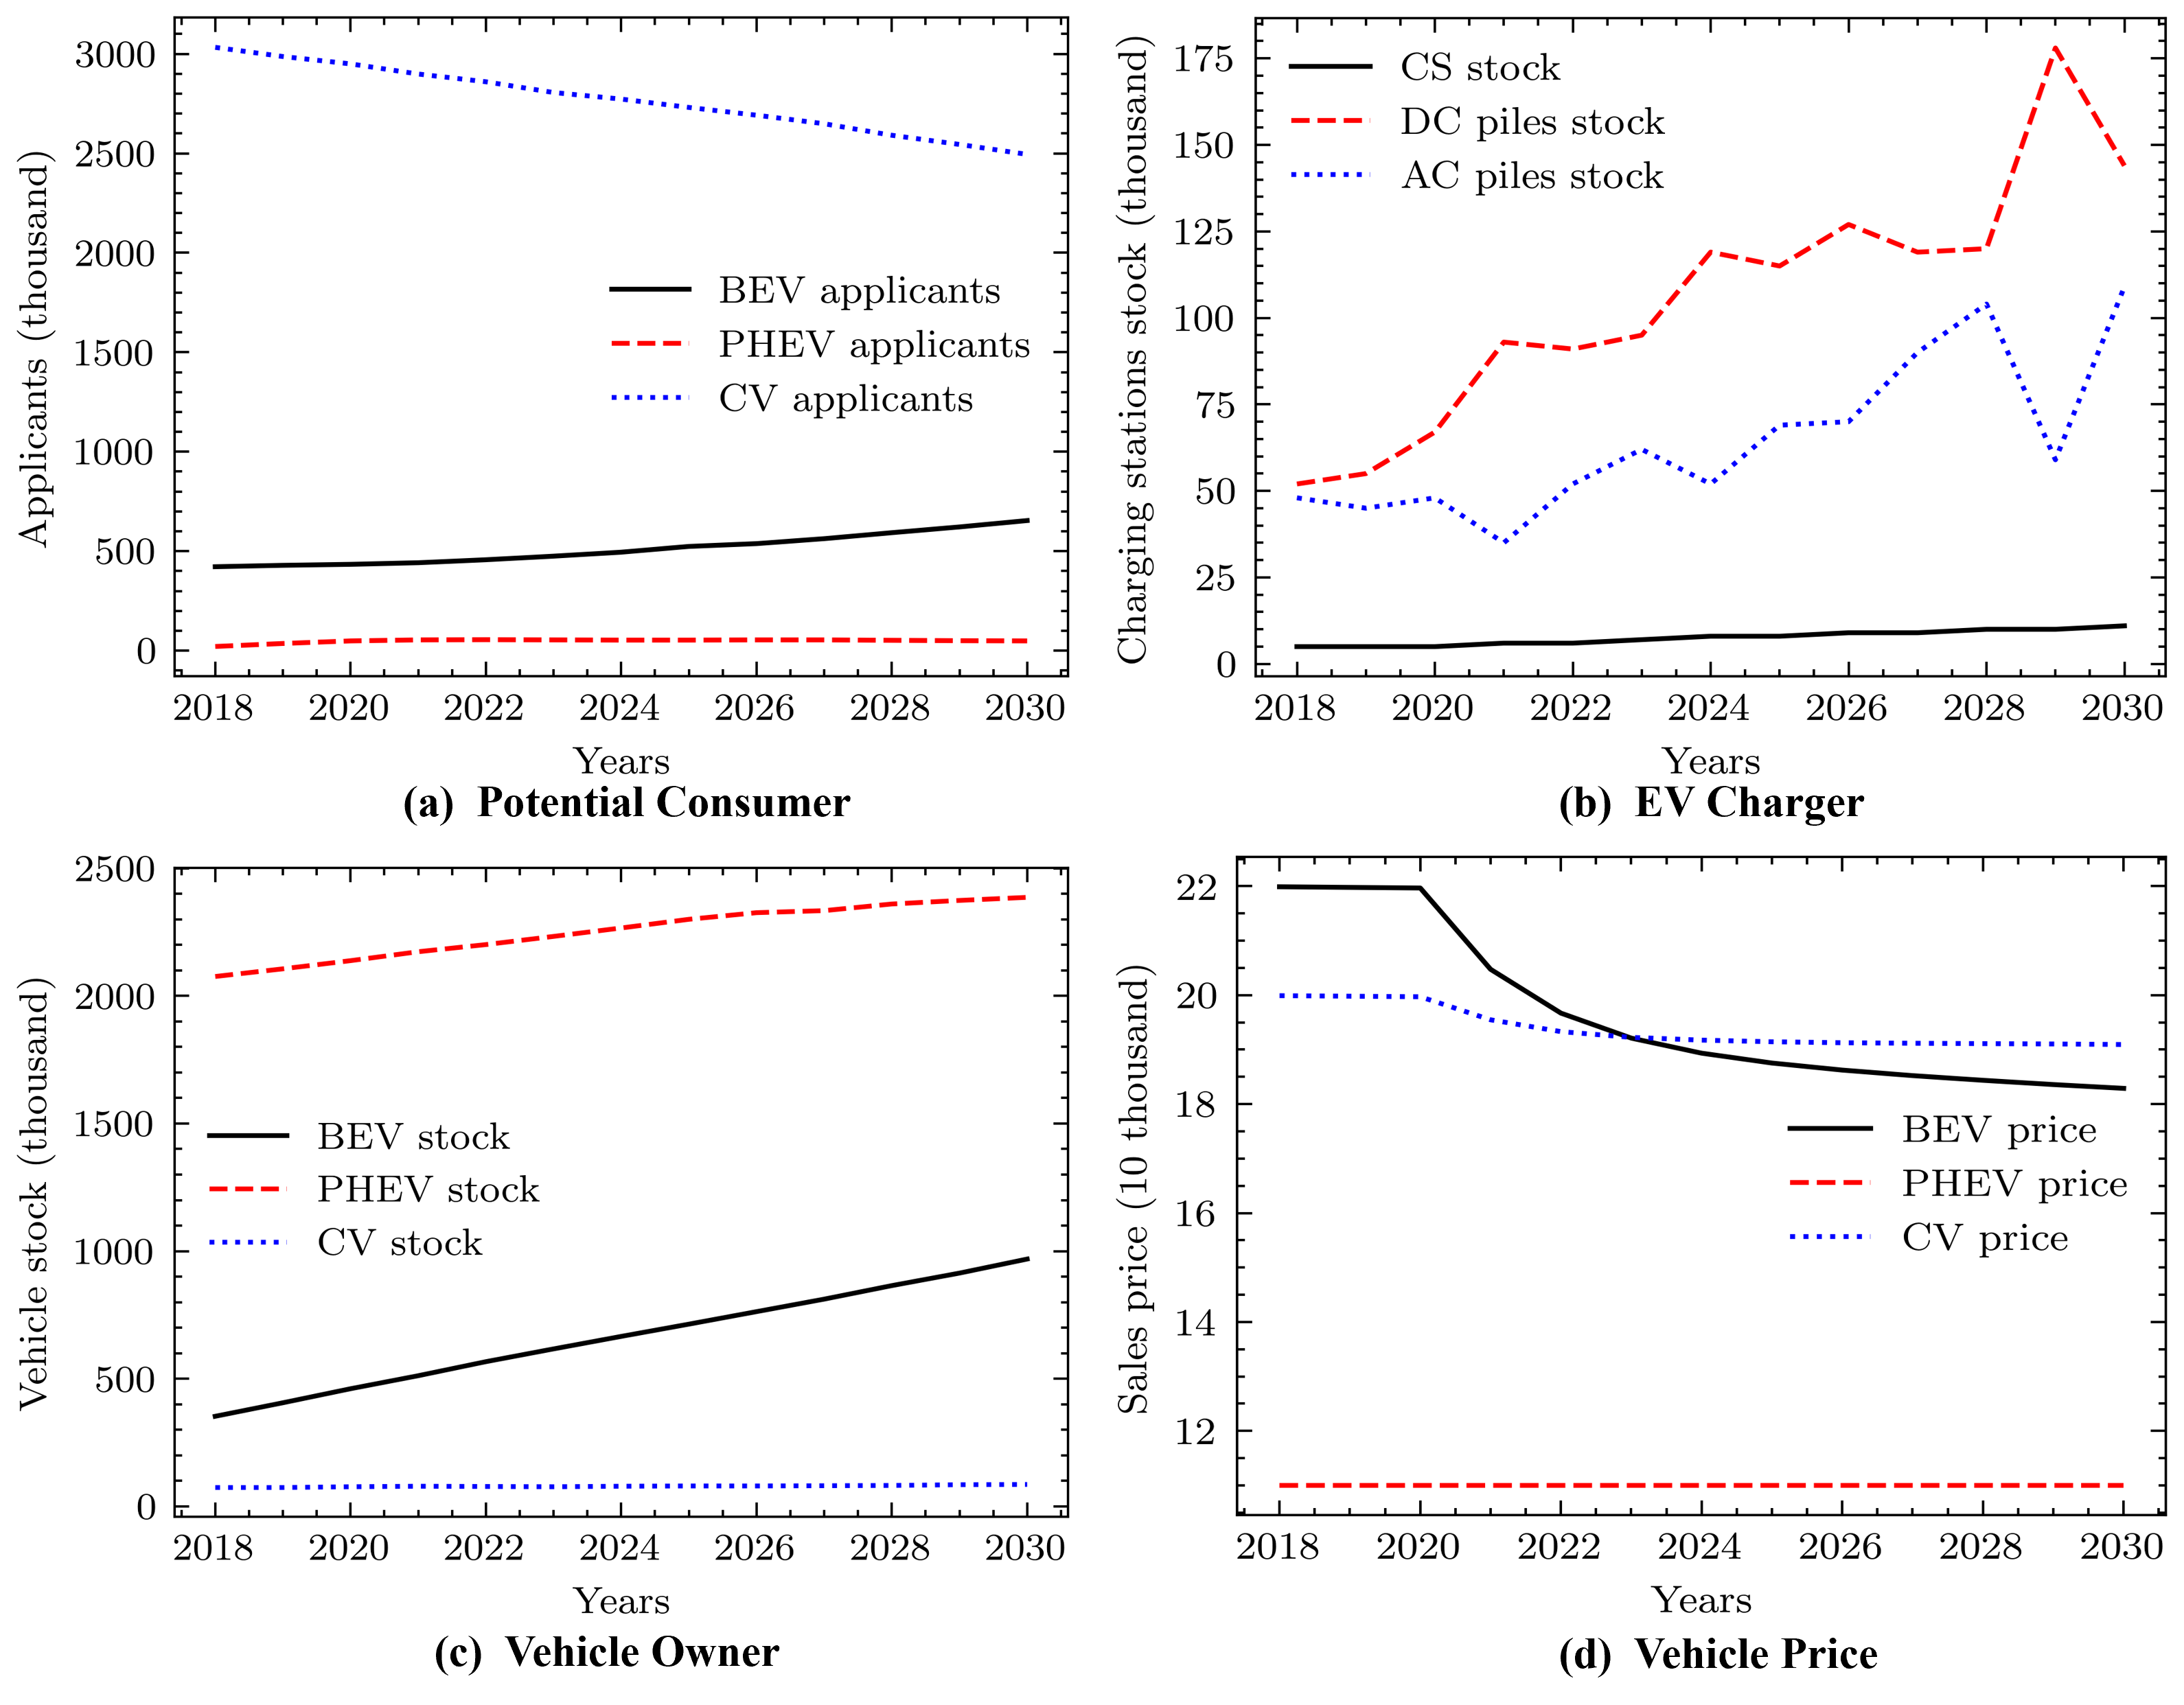 Applicants (thousand)
3000
2500
2000
1500
1000
500
0
BEV applicants
PHEV applicants
CV applicants
2018 2020 2022 2024 2026 2028 2030
Years
(a) Potential Consumer
Charging stations stock (thousand)
175
150
125
100
75
50
25
0
CS stock
DC piles stock
AC piles stock
2018 2020 2022 2024 2026 2028 2030
Years
(b) EV Charger
Vehicle stock (thousand)
2500
2000
1500
1000
500
0
BEV stock
PHEV stock
CV stock
2018 2020 2022 2024 2026 2028 2030
Years
(c) Vehicle Owner
Sales price (10 thousand)
22
20
18
16
14
12
BEV price
PHEV price
CV price
2018 2020 2022 2024 2026 2028 2030
Years
(d) Vehicle Price